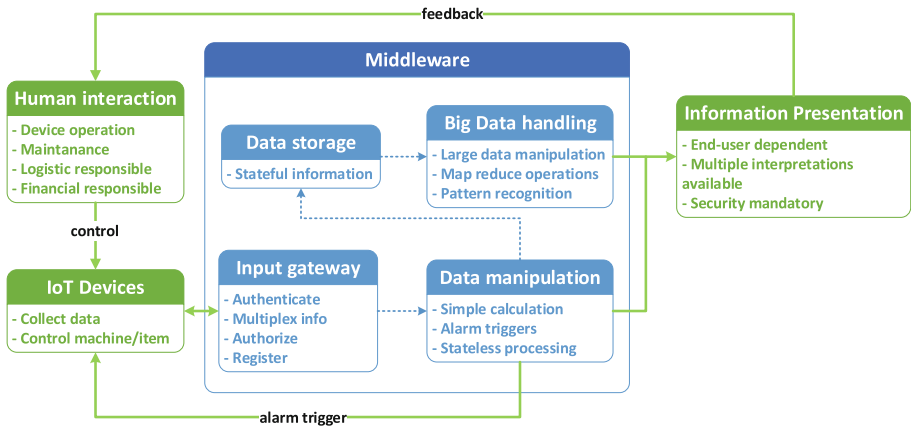 feedback
Middleware
Human interaction
- Device operation
- Maintanance
- Logistic responsible
- Financial responsible
control
IoT Devices
- Collect data
- Control machine/item
Data storage
- Stateful information
Big Data handling
- Large data manipulation
- Map reduce operations
- Pattern recognition
Input gateway
- Authenticate
- Multiplex info
- Authorize
- Register
Data manipulation
- Simple calculation
- Alarm triggers
- Stateless processing
Information Presentation
- End-user dependent
- Multiple interpretations
available
- Security mandatory
alarm trigger